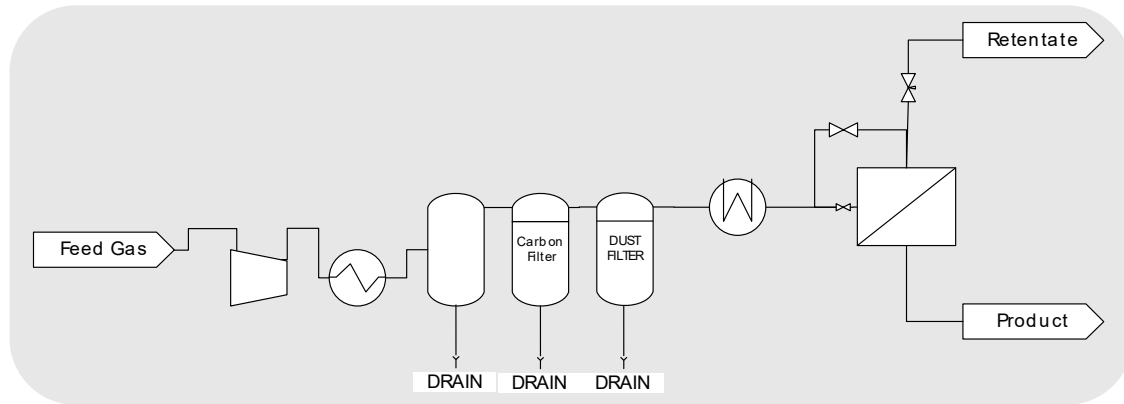 Retentate
Carbon
Filter
DUST
FILTER
Feed Gas
Product
DRAIN
DRAIN
DRAIN